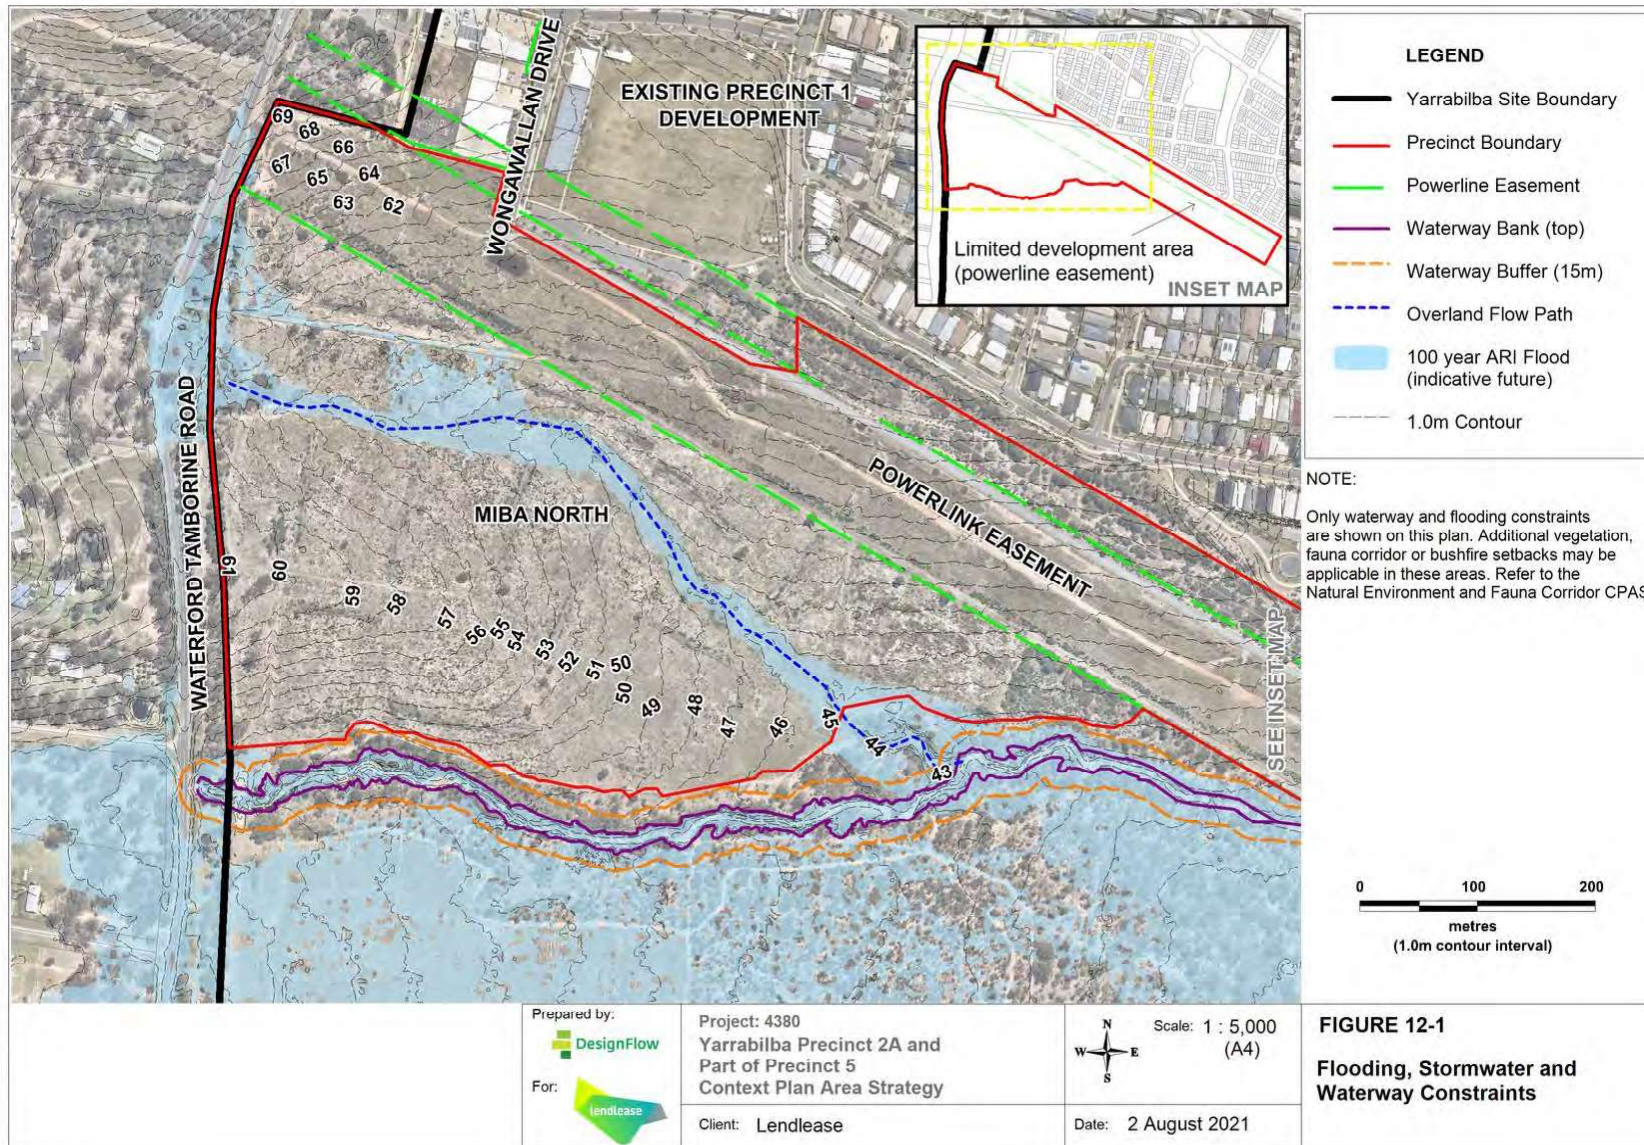 EXISTING PRECINCT 1
DEVELOPMENT
WONGAWALLAN DRIVE
69
68
66
67
65
64
63
62
Limited development area
(powerline easement)
INSET MAP
WATERFORD TAMBORINE ROAD
MIBA NORTH
POWERLINK EASEMENT
SEE INSET MAP
61
60
59
58
57
56
55
54
53
52
51
50
50
49
48
47
46
45
44
43
LEGEND
Yarrabilba Site Boundary
Precinct Boundary
Powerline Easement
Waterway Bank (top)
Waterway Buffer (15m)
Overland Flow Path
100 year ARI Flood
(indicative future)
1.0m Contour
NOTE:
Only waterway and flooding constraints
are shown on this plan. Additional vegetation,
fauna corridor or bushfire setbacks may be
applicable in these areas. Refer to the
Natural Environment and Fauna Corridor CPAS
0 100 200
metres
(1.0m contour interval)
Prepared by:
DesignFlow
For:
lendlease
Project: 4380
Yarrabilba Precinct 2A and
Part of Precinct 5
Context Plan Area Strategy
Client: Lendlease
N
W E
S
Scale: 1 : 5,000
(A4)
Date: 2 August 2021
FIGURE 12-1
Flooding, Stormwater and
Waterway Constraints